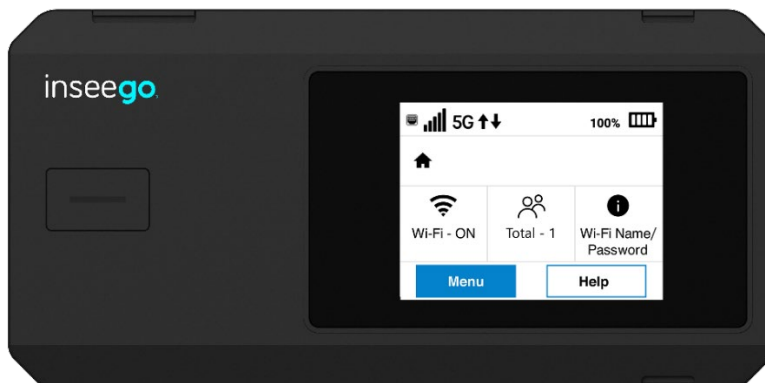 inseego
5G
100%
Wi-Fi - ON
Total - 1
Wi-Fi Name/
Password
Menu
Help